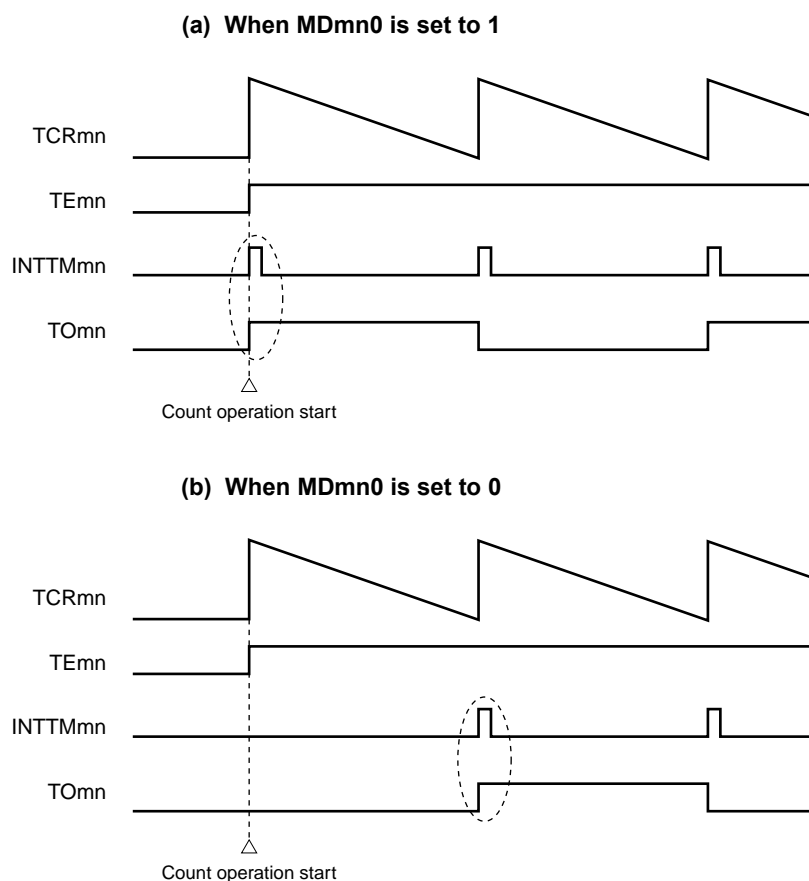 (a) When MDmn0 is set to 1
TCRmn
TEmn
INTTMmn
TOmn
Count operation start
(b) When MDmn0 is set to 0
TCRmn
TEmn
INTTMmn
TOmn
Count operation start